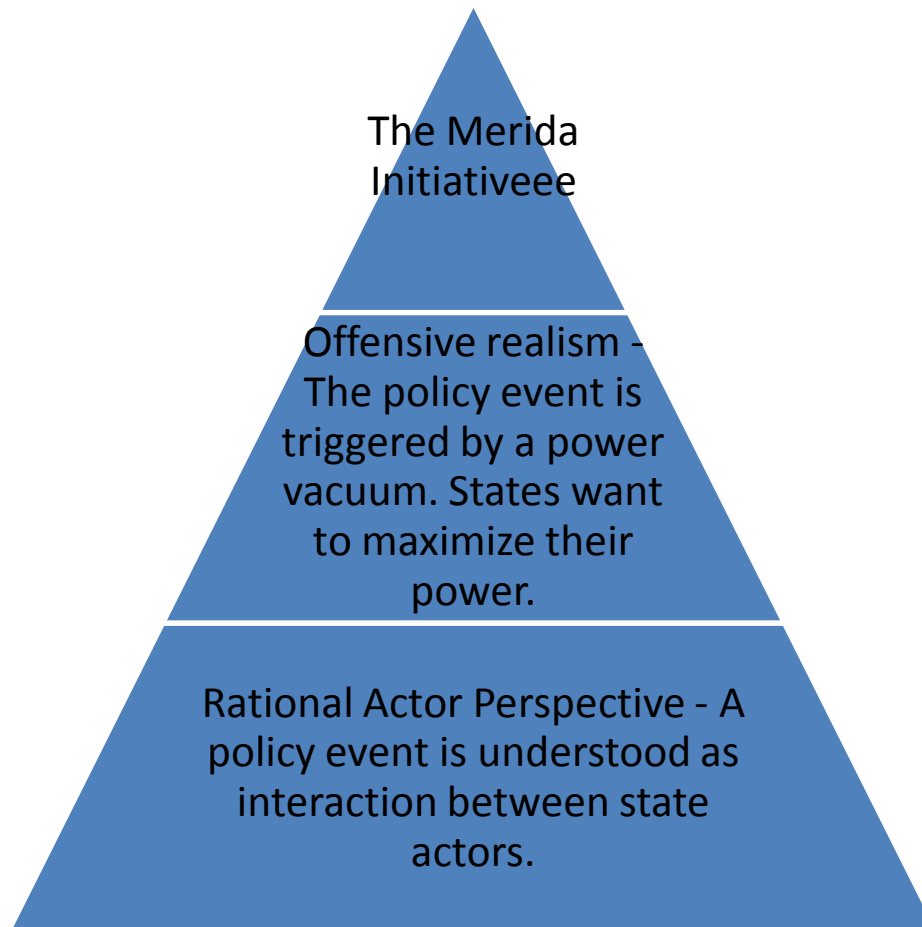 The Merida
Initiativeee
Offensive realism -
The policy event is
triggered by a power
vacuum. States want
to maximize their
power.
Rational Actor Perspective - A
policy event is understood as
interaction between state
actors.